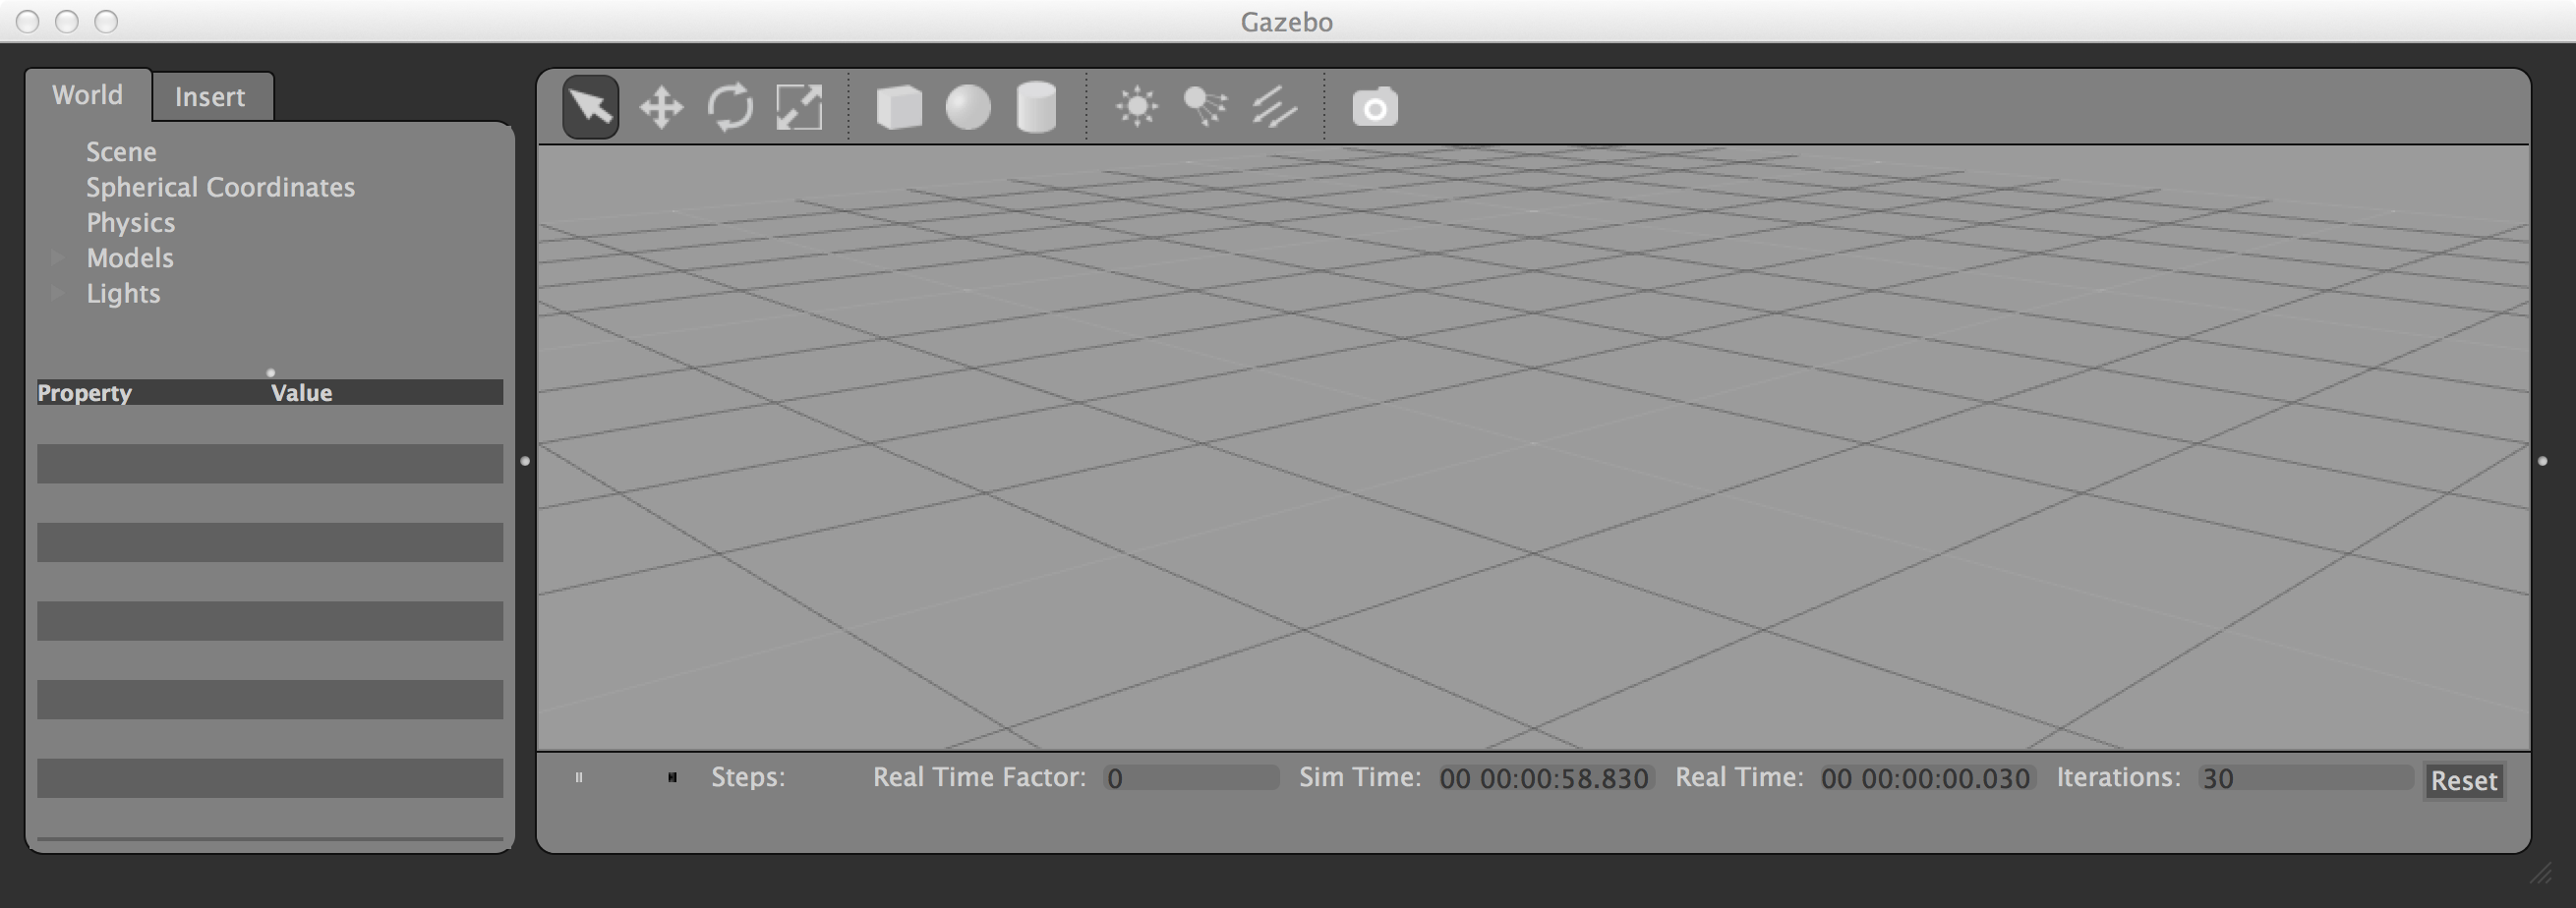 Gazebo
World
Insert
Scene
Spherical Coordinates
Physics
Models
Lights
Property Value
Steps: Real Time Factor: 0 Sim Time: 00 00:00:58.830 Real Time: 00 00:00:00.030 Iterations: 30 Reset